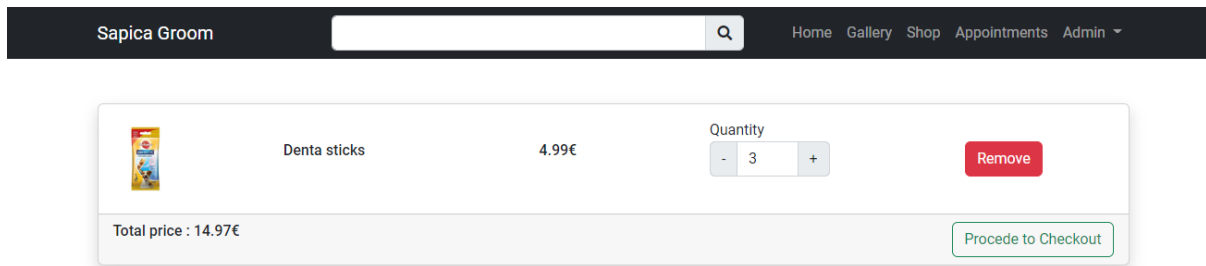 Sapica Groom Home Gallery Shop Appointments Admin
Quantity
Denta sticks 4.99€ - 3 + Remove
Total price : 14.97€ Procede to Checkout